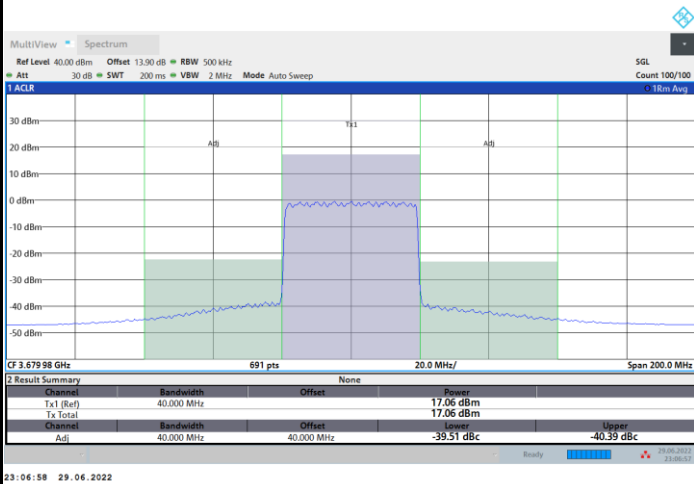 MultiView Spectrum
Ref Level 40.00 dBm Offset 13.90 dB RBW 500 kHz SGL
Att 30 dB SWT 200 ms VBW 2 MHz Mode Auto Sweep Count 100/100
1 ACLR 1Rm Avg
30 dBm
Tx1
20 dBm
Adj Adj
10 dBm
0 dBm
-10 dBm
-20 dBm
-30 dBm
-40 dBm
-50 dBm
CF 3.679 98 GHz 691 pts 20.0 MHz/ Span 200.0 MHz
2 Result Summary None
Channel Bandwidth Offset Power
Tx1 (Ref) 40.000 MHz 17.06 dBm
Tx Total 17.06 dBm
Channel Bandwidth Offset Lower Upper
Adj 40.000 MHz 40.000 MHz -39.51 dBc -40.39 dBc
Ready 29.06.2022
23:06:57
23:06:58 29.06.2022